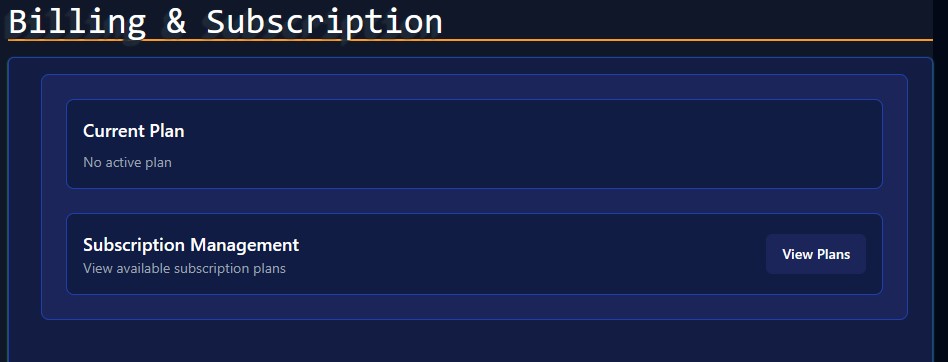 Billing & Subscription
Current Plan
No active plan
Subscription Management
View available subscription plans
View Plans